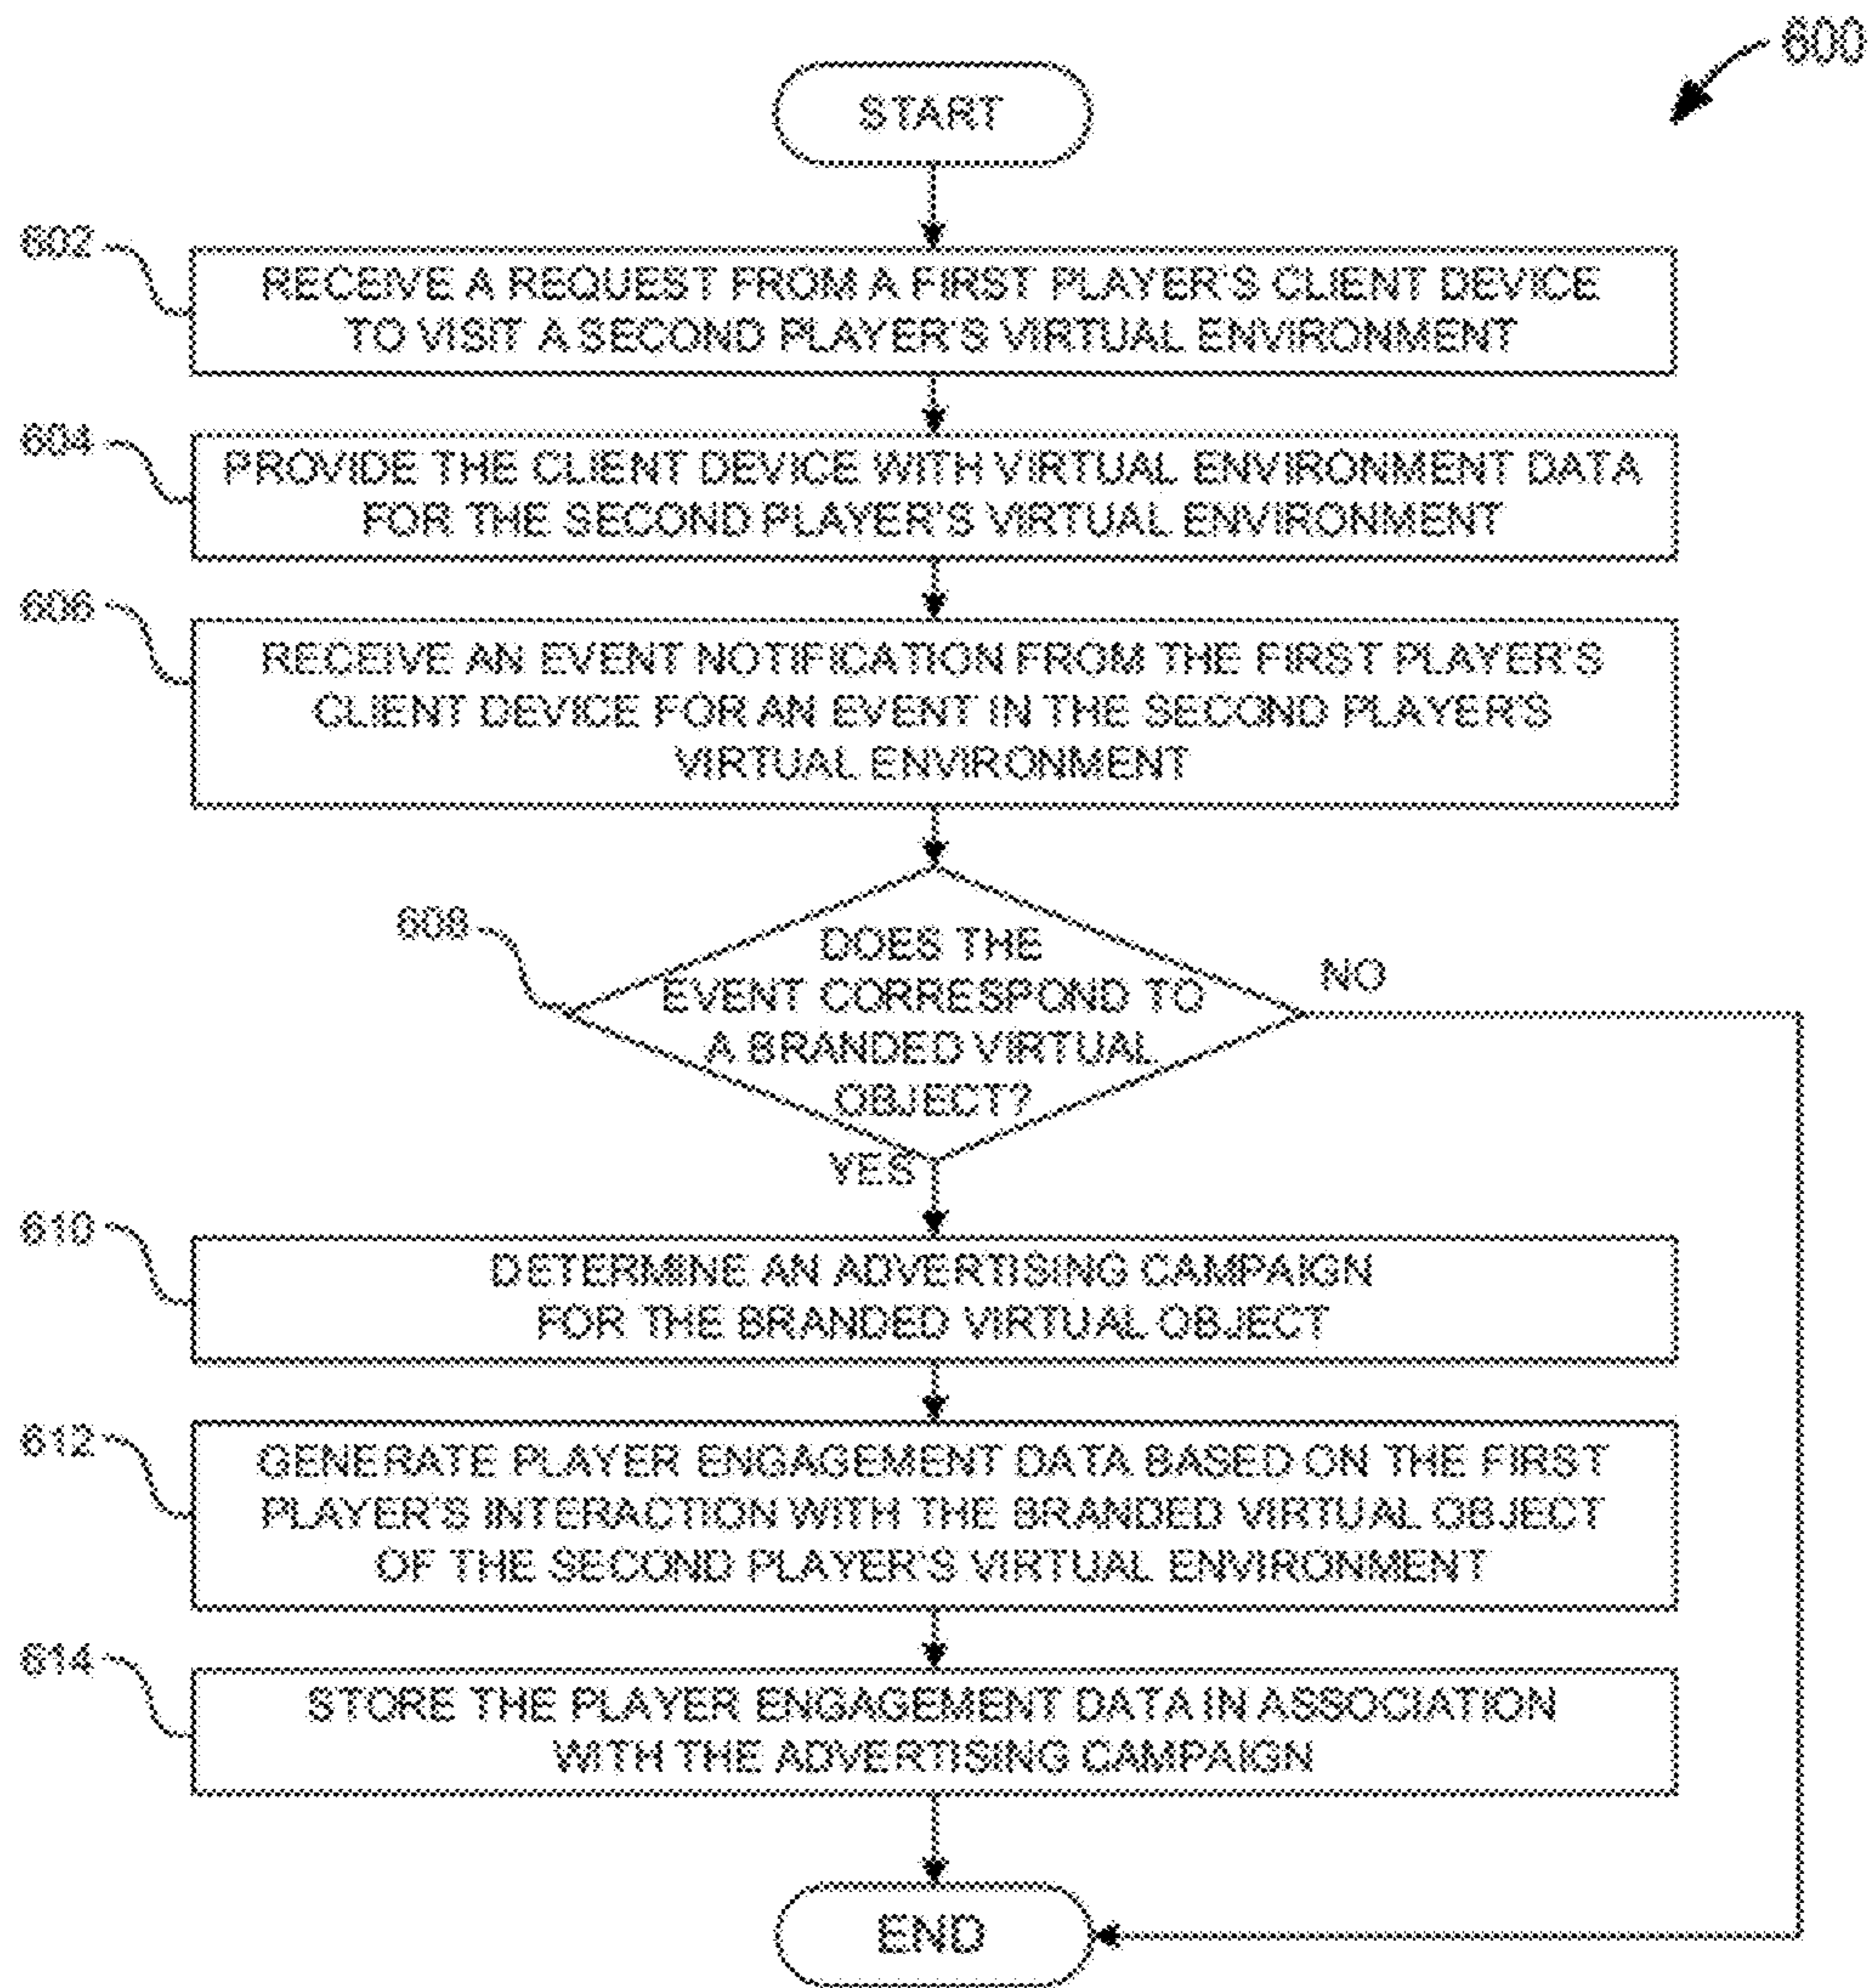 600
START
602
RECEIVE A REQUEST FROM A FIRST PLAYER'S CLIENT DEVICE
TO VISIT A SECOND PLAYER'S VIRTUAL ENVIRONMENT
604
PROVIDE THE CLIENT DEVICE WITH VIRTUAL ENVIRONMENT DATA
FOR THE SECOND PLAYER'S VIRTUAL ENVIRONMENT
606
RECEIVE AN EVENT NOTIFICATION FROM THE FIRST PLAYER'S
CLIENT DEVICE FOR AN EVENT IN THE SECOND PLAYER'S
VIRTUAL ENVIRONMENT
608
DOES THE
EVENT CORRESPOND TO
A BRANDED VIRTUAL
OBJECT?
NO
YES
610
DETERMINE AN ADVERTISING CAMPAIGN
FOR THE BRANDED VIRTUAL OBJECT
612
GENERATE PLAYER ENGAGEMENT DATA BASED ON THE FIRST
PLAYER'S INTERACTION WITH THE BRANDED VIRTUAL OBJECT
OF THE SECOND PLAYER'S VIRTUAL ENVIRONMENT
614
STORE THE PLAYER ENGAGEMENT DATA IN ASSOCIATION
WITH THE ADVERTISING CAMPAIGN
END